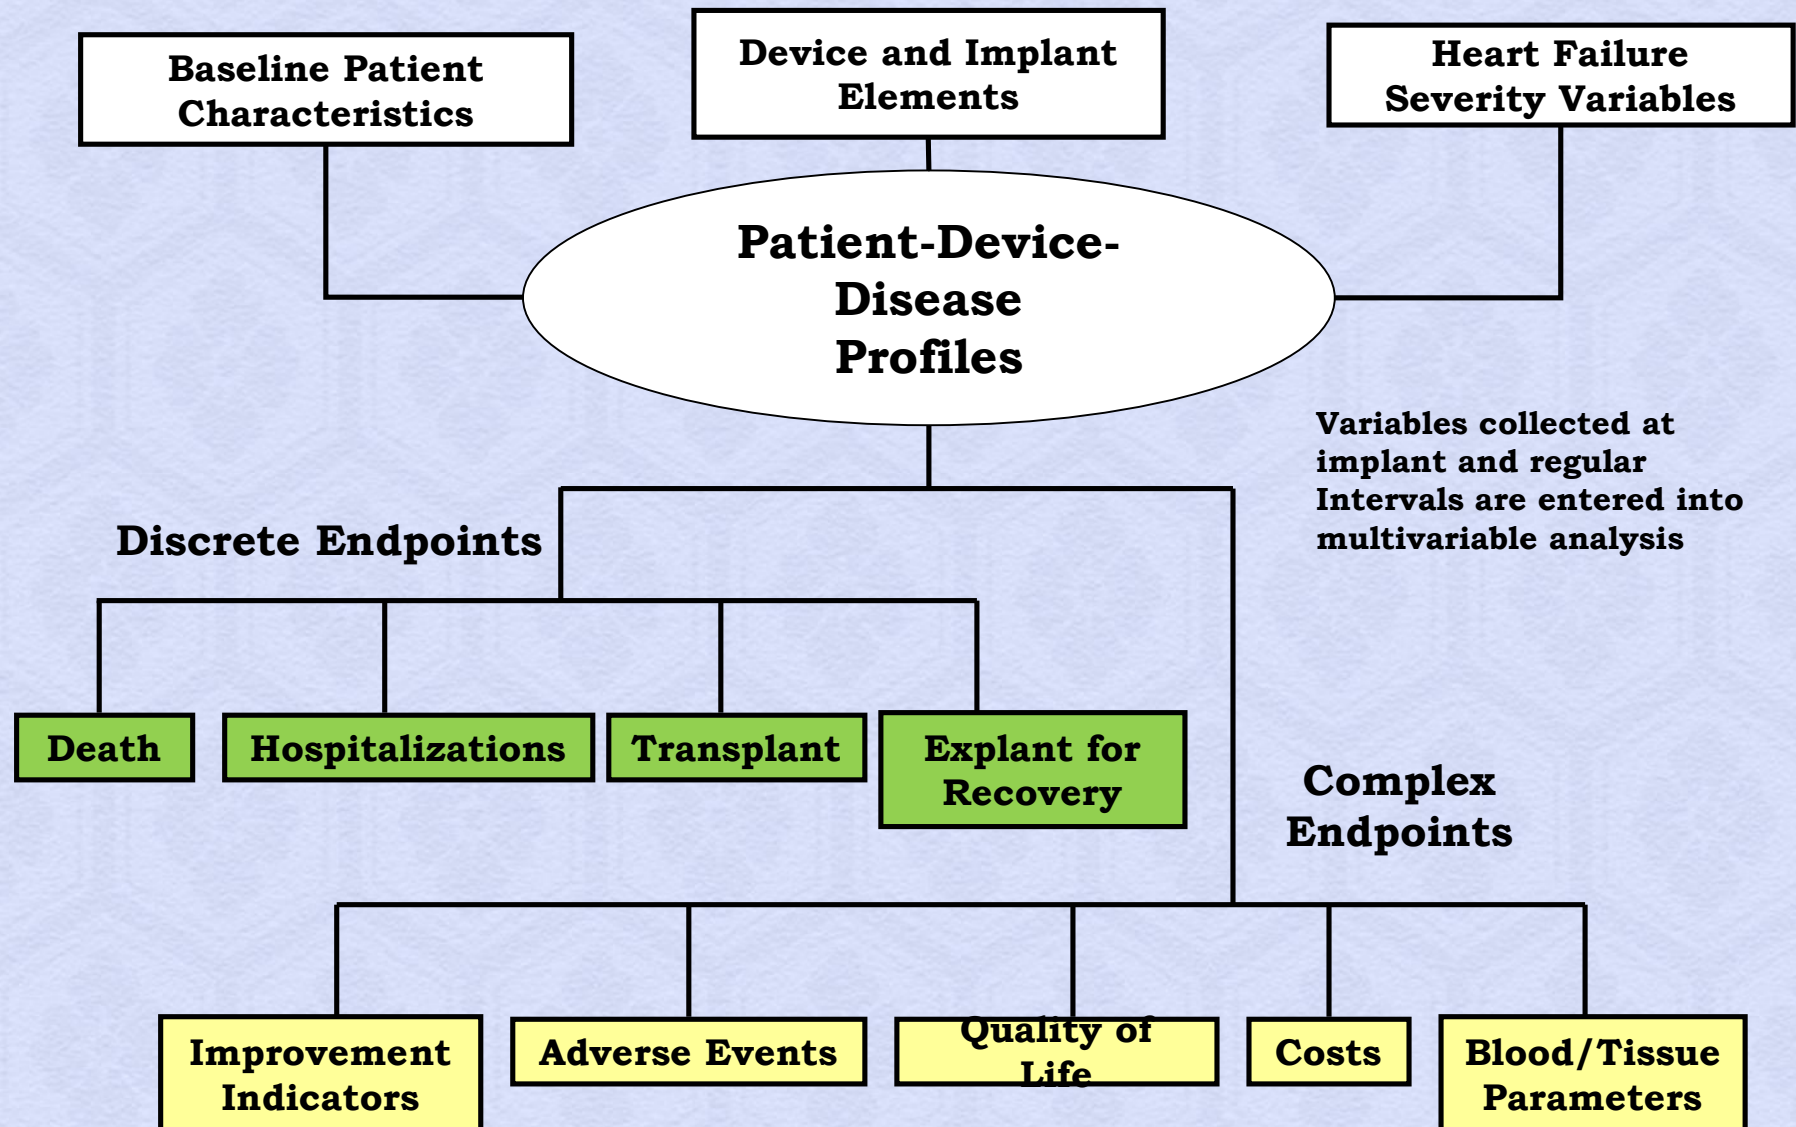 Baseline Patient
Characteristics
Device and Implant
Elements
Heart Failure
Severity Variables
Patient-Device-
Disease
Profiles
Variables collected at
implant and regular
Intervals are entered into
multivariable analysis
Discrete Endpoints
Death
Hospitalizations
Transplant
Explant for
Recovery
Complex
Endpoints
Improvement
Indicators
Adverse Events
Quality of
Life
Costs
Blood/Tissue
Parameters